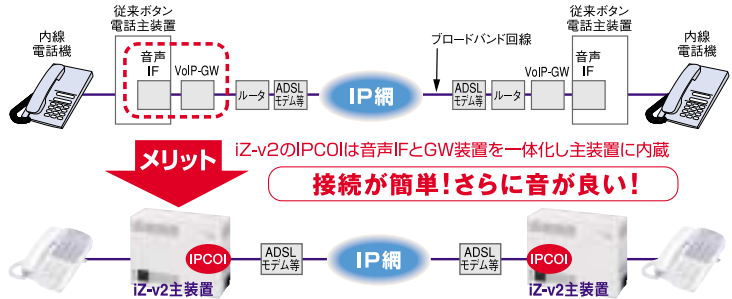 内線
電話機
従来ボタン
電話主装置
音声
IF
VoIP-GW
ルータ
ADSL
モデム等
IP網
ブロードバンド回線
ADSL
モデム等
ルータ
VoIP-GW
従来ボタン
電話主装置
音声
IF
内線
電話機
メリット
iZ-v2のIPCOIは音声IFとGW装置を一体化し主装置に内蔵
接続が簡単!さらに音が良い!
IPCOI
iZ-v2主装置
ADSL
モデム等
IP網
ADSL
モデム等
IPCOI
iZ-v2主装置